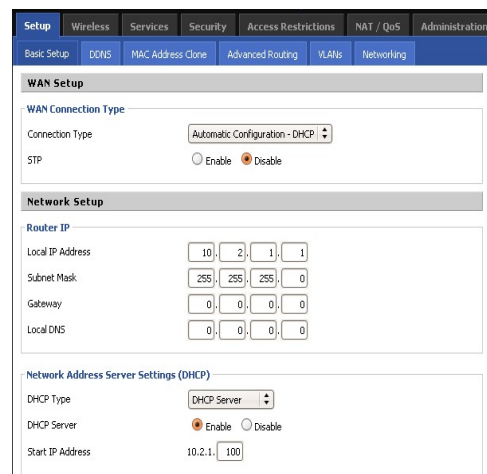 Setup Wireless Services Security Access Restrictions NAT / QoS Administration
Basic Setup DDNS MAC Address Clone Advanced Routing VLANs Networking
WAN Setup
WAN Connection Type
Connection Type Automatic Configuration - DHCP
STP Enable Disable
Network Setup
Router IP
Local IP Address 10. 2. 1. 1
Subnet Mask 255. 255. 255. 0
Gateway 0. 0. 0. 0
Local DNS 0. 0. 0. 0
Network Address Server Settings (DHCP)
DHCP Type DHCP Server
DHCP Server Enable Disable
Start IP Address 10.2.1. 100